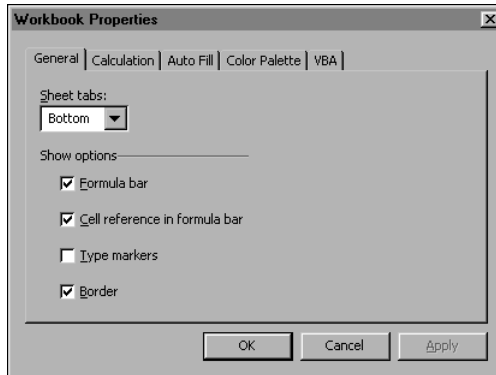 Workbook Properties
General Calculation Auto Fill Color Palette VBA
Sheet tabs:
Bottom
Show options
Formula bar
Cell reference in formula bar
Type markers
Border
OK Cancel Apply